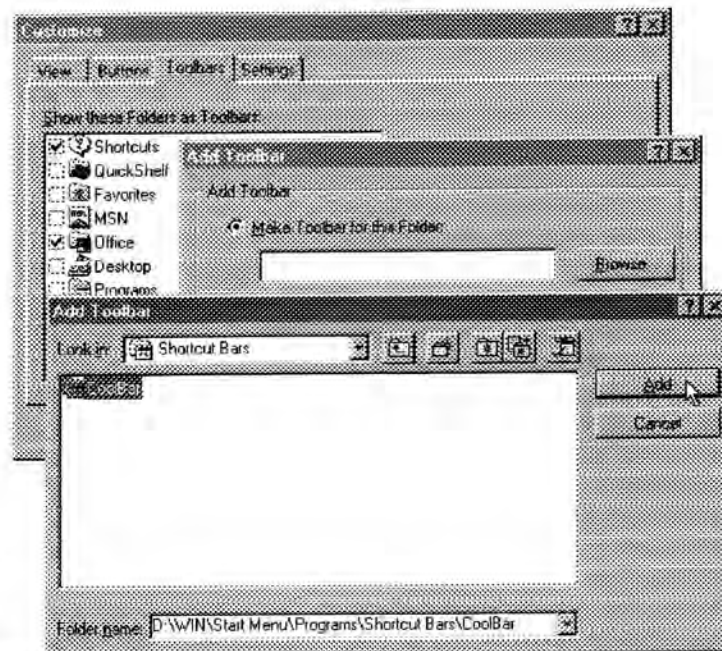 Customize
View Buttons Toolbars Settings
Show these Folders as Toolbars:
Shortcuts
QuickShelf
Favorites
MSN
Office
Desktop
Programs
Add Toolbar
Add Toolbar
Make Toolbar for this Folder:
Browse
Add Toolbar
Look in: Shortcut Bars
CoolBar
Add
Cancel
Folder name: D:\WIN\Start Menu\Programs\Shortcut Bars\CoolBar